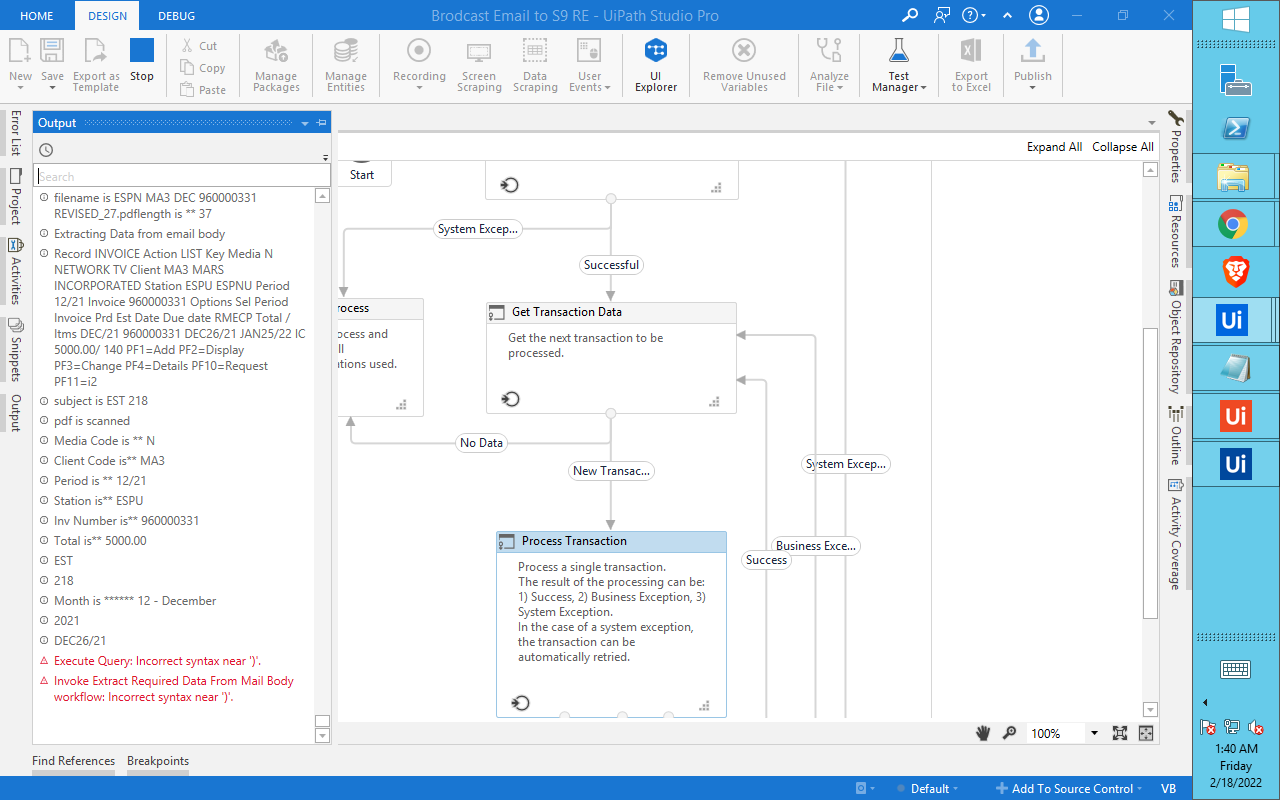 HOME
DESIGN
DEBUG
Brodcast Email to S9 RE - UiPath Studio Pro
New
Save
Export as
Template
Stop
Cut
Copy
Paste
Manage
Packages
Manage
Entities
Recording
Screen
Scraping
Data
Scraping
User
Events
UI
Explorer
Remove Unused
Variables
Analyze
File
Test
Manager
Export
to Excel
Publish
Error List
Project
Activities
Snippets
Output
Output
Search
filename is ESPN MA3 DEC 960000331
REVISED_27.pdflength is ** 37
Extracting Data from email body
Record INVOICE Action LIST Key Media N
NETWORK TV Client MA3 MARS
INCORPORATED Station ESPU ESPNU Period
12/21 Invoice 960000331 Options Sel Period
Invoice Prd Est Date Due date RMECP Total /
Itms DEC/21 960000331 DEC26/21 JAN25/22 IC
5000.00/ 140 PF1=Add PF2=Display
PF3=Change PF4=Details PF10=Request
PF11=i2
subject is EST 218
pdf is scanned
Media Code is ** N
Client Code is** MA3
Period is ** 12/21
Station is** ESPU
Inv Number is** 960000331
Total is** 5000.00
EST
218
Month is ****** 12 - December
2021
DEC26/21
Execute Query: Incorrect syntax near ')'.
Invoke Extract Required Data From Mail Body
workflow: Incorrect syntax near ')'.
Find References
Breakpoints
Expand All
Collapse All
Start
System Excep...
Successful
rocess
ocess and
ll
ations used.
Get Transaction Data
Get the next transaction to be
processed.
No Data
New Transac...
System Excep...
Business Exce...
Success
Process Transaction
Process a single transaction.
The result of the processing can be:
1) Success, 2) Business Exception, 3)
System Exception.
In the case of a system exception,
the transaction can be
automatically retried.
100%
Properties
Resources
Object Repository
Outline
Activity Coverage
Default
Add To Source Control
VB
Ui
Ui
Ui
1:40 AM
Friday
2/18/2022